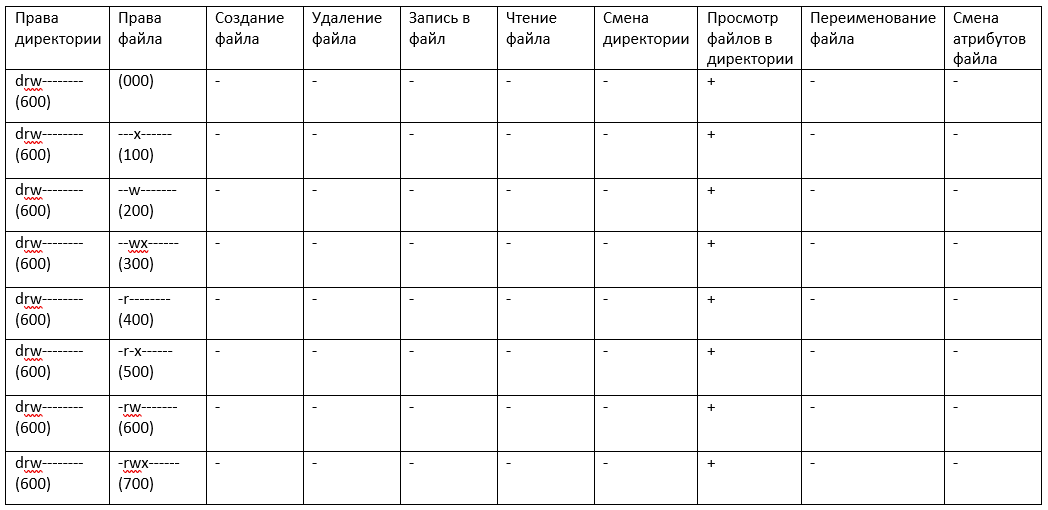 Права директории | Права файла | Создание файла | Удаление файла | Запись в файл | Чтение файла | Смена директории | Просмотр файлов в директории | Переименование файла | Смена атрибутов файла
drw-------- (600) | (000) | - | - | - | - | - | + | - | -
drw-------- (600) | ---x------ (100) | - | - | - | - | - | + | - | -
drw-------- (600) | --w------- (200) | - | - | - | - | - | + | - | -
drw-------- (600) | --wx------ (300) | - | - | - | - | - | + | - | -
drw-------- (600) | -r-------- (400) | - | - | - | - | - | + | - | -
drw-------- (600) | -r-x------ (500) | - | - | - | - | - | + | - | -
drw-------- (600) | -rw------- (600) | - | - | - | - | - | + | - | -
drw-------- (600) | -rwx------ (700) | - | - | - | - | - | + | - | -